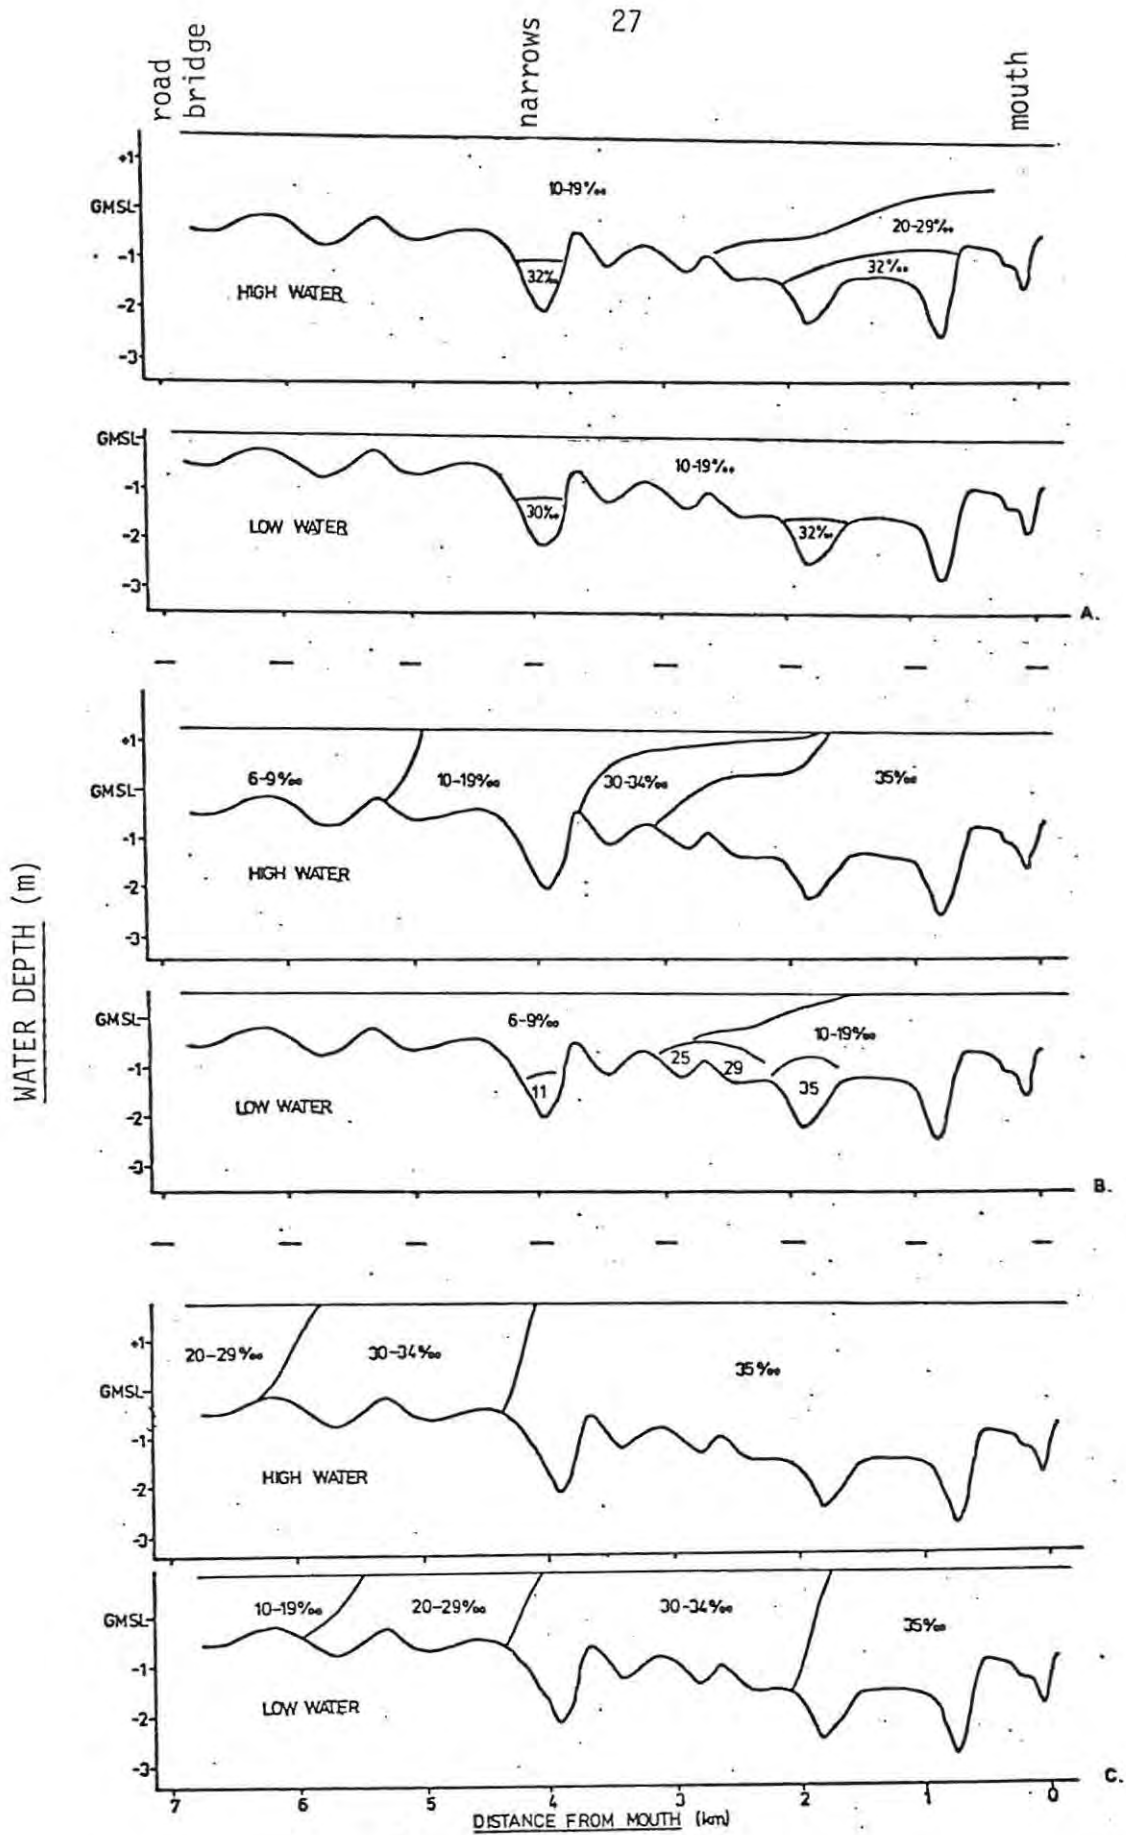 27
road
bridge
narrows
mouth
WATER DEPTH (m)
+1
GMSL
-1
-2
-3
10-19‰
20-29‰
32‰
32‰
HIGH WATER
GMSL
-1
-2
-3
10-19‰
30‰
32‰
LOW WATER
A.
+1
GMSL
-1
-2
-3
6-9‰
10-19‰
30-34‰
35‰
HIGH WATER
GMSL
-1
-2
-3
6-9‰
10-19‰
11
25
29
35
LOW WATER
B.
+1
GMSL
-1
-2
-3
20-29‰
30-34‰
35‰
HIGH WATER
GMSL
-1
-2
-3
10-19‰
20-29‰
30-34‰
35‰
LOW WATER
C.
7 6 5 4 3 2 1 0
DISTANCE FROM MOUTH (km)